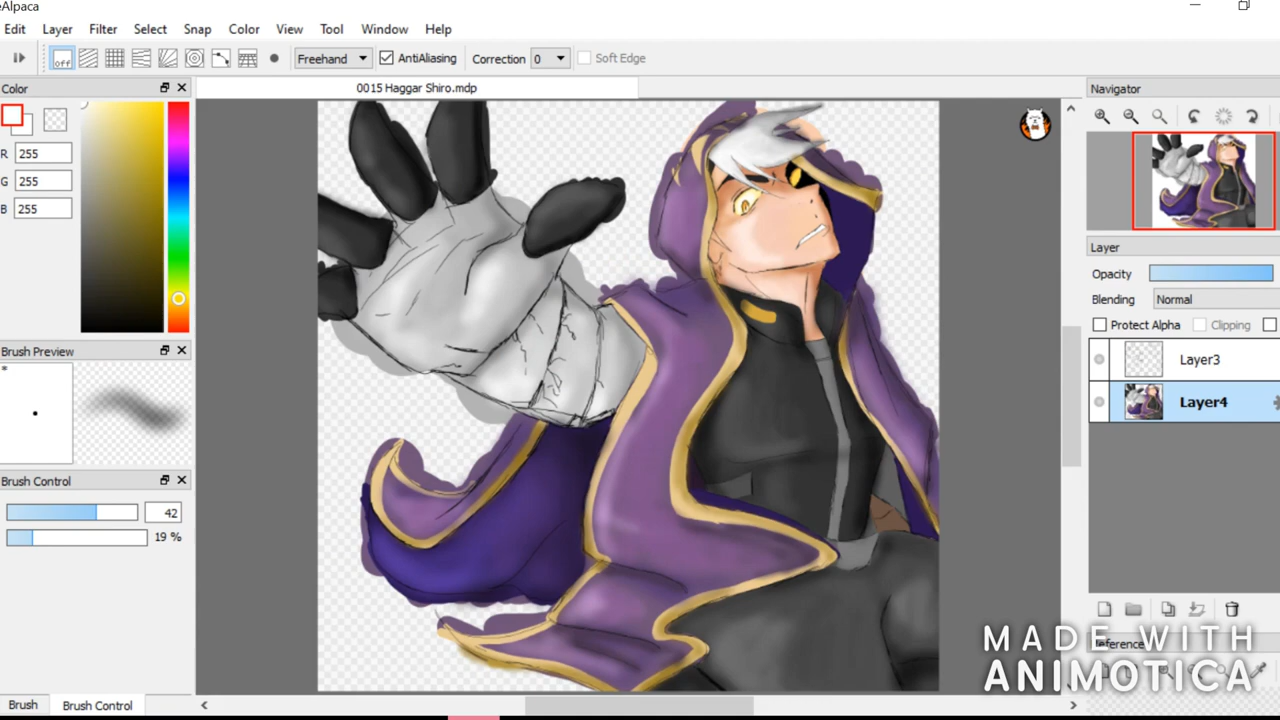 eAlpaca
Edit Layer Filter Select Snap Color View Tool Window Help
off Freehand AntiAliasing Correction 0 Soft Edge
Color
0015 Haggar Shiro.mdp
Navigator
R 255
G 255
B 255
Layer
Opacity
Blending Normal
Protect Alpha Clipping
Brush Preview
*
Layer3
Layer4
Brush Control
42
19 %
Reference
MADE WITH
ANIMOTICA
Brush Brush Control